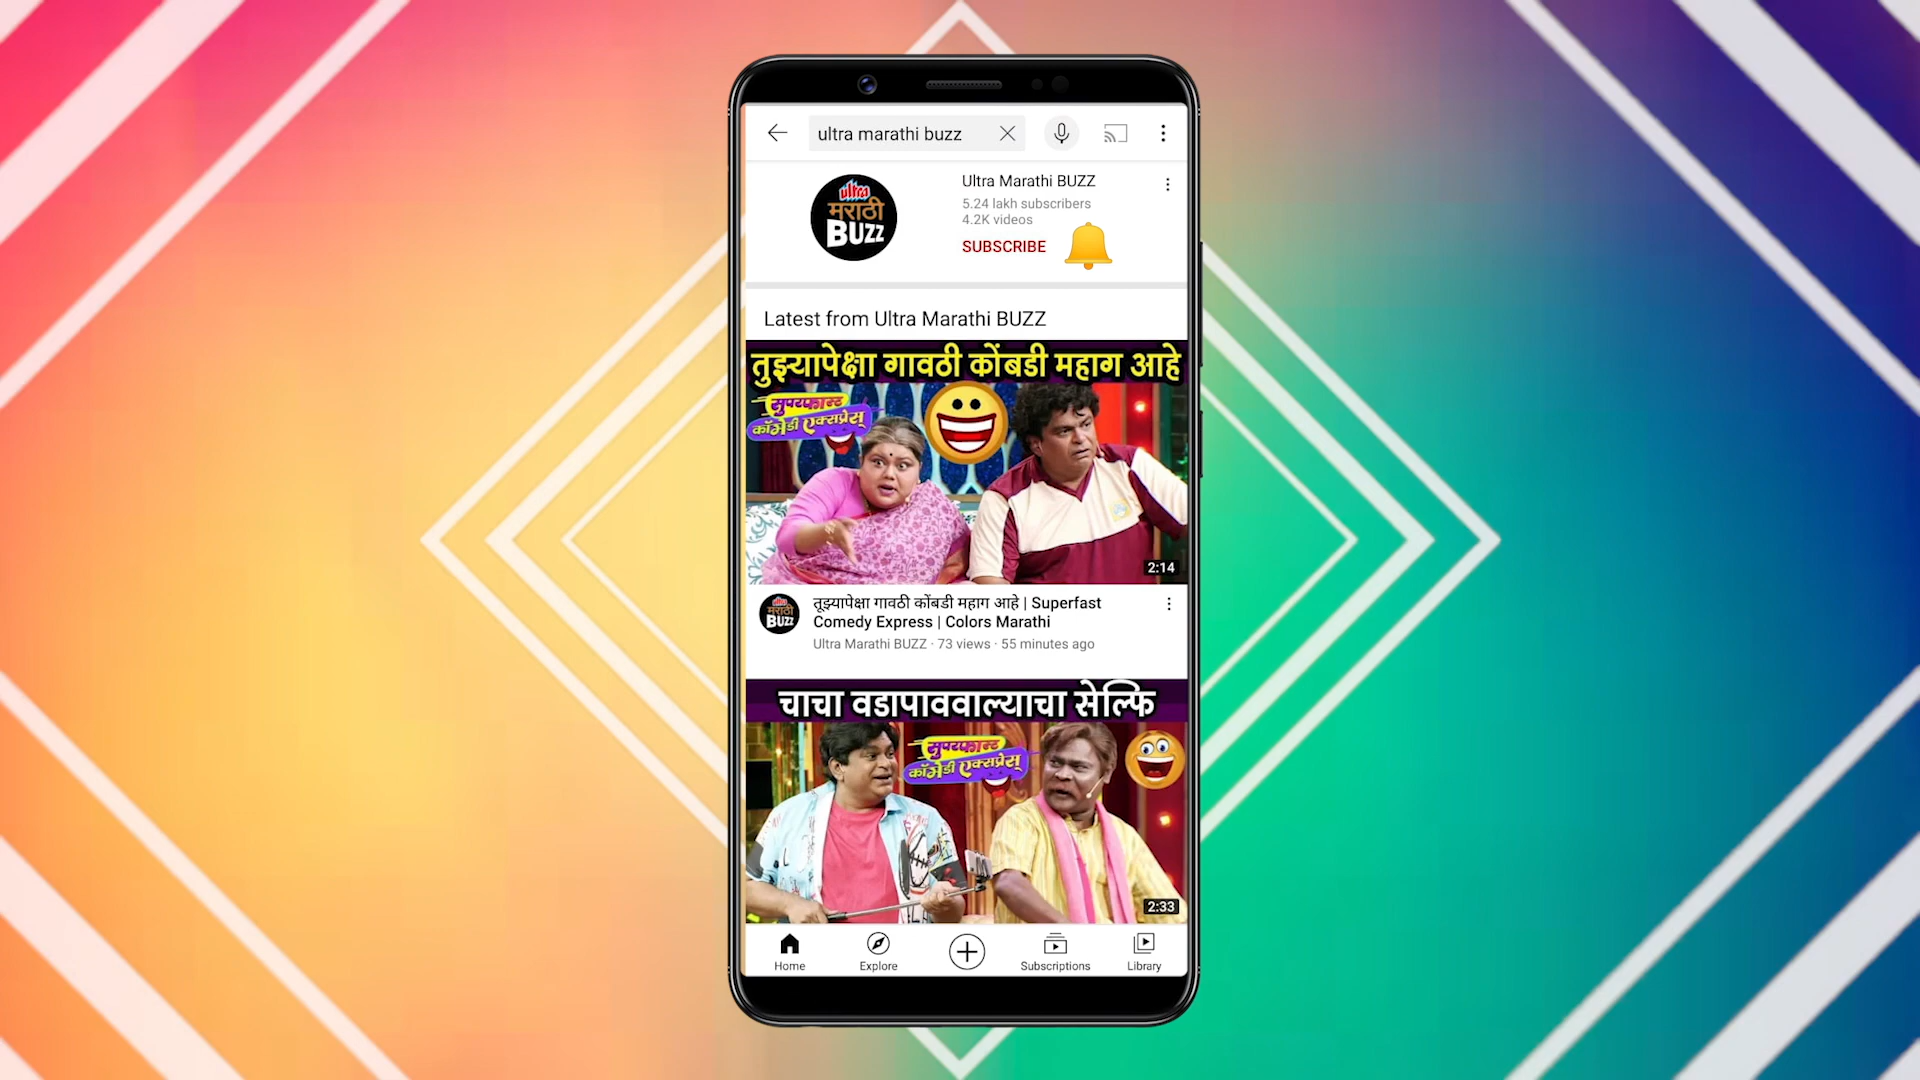 ultra marathi buzz
ultra
मराठी
BUZZ
Ultra Marathi BUZZ
5.24 lakh subscribers
4.2K videos
SUBSCRIBE
Latest from Ultra Marathi BUZZ
तुझ्यापेक्षा गावठी कोंबडी महाग आहे
सुपरफास्ट
कॉमेडी एक्सप्रेस्
2:14
ultra
मराठी
BUZZ
तूझ्यापेक्षा गावठी कोंबडी महाग आहे | Superfast
Comedy Express | Colors Marathi
Ultra Marathi BUZZ · 73 views · 55 minutes ago
चाचा वडापाववाल्याचा सेल्फि
सुपरफास्ट
कॉमेडी एक्सप्रेस्
2:33
Home
Explore
Subscriptions
Library